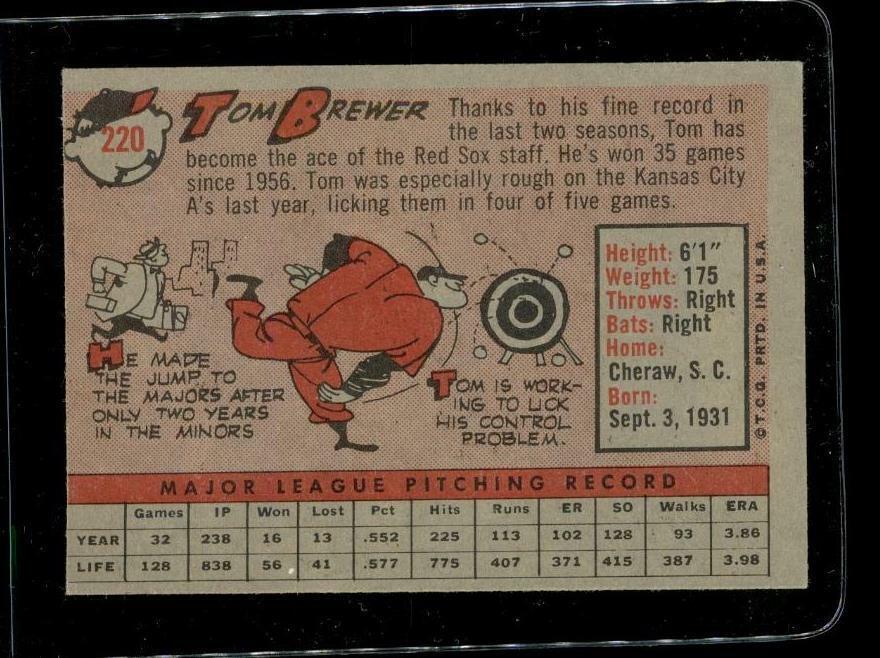 220
TOM BREWER
Thanks to his fine record in
the last two seasons, Tom has
become the ace of the Red Sox staff. He's won 35 games
since 1956. Tom was especially rough on the Kansas City
A's last year, licking them in four of five games.
HE MADE
THE JUMP TO
THE MAJORS AFTER
ONLY TWO YEARS
IN THE MINORS
TOM IS WORK-
ING TO LICK
HIS CONTROL
PROBLEM.
Height: 6'1"
Weight: 175
Throws: Right
Bats: Right
Home:
Cheraw, S. C.
Born:
Sept. 3, 1931
© T.C.G. PRTD. IN U.S.A.
MAJOR LEAGUE PITCHING RECORD
Games IP Won Lost Pct Hits Runs ER SO Walks ERA
YEAR 32 238 16 13 .552 225 113 102 128 93 3.86
LIFE 128 838 56 41 .577 775 407 371 415 387 3.98